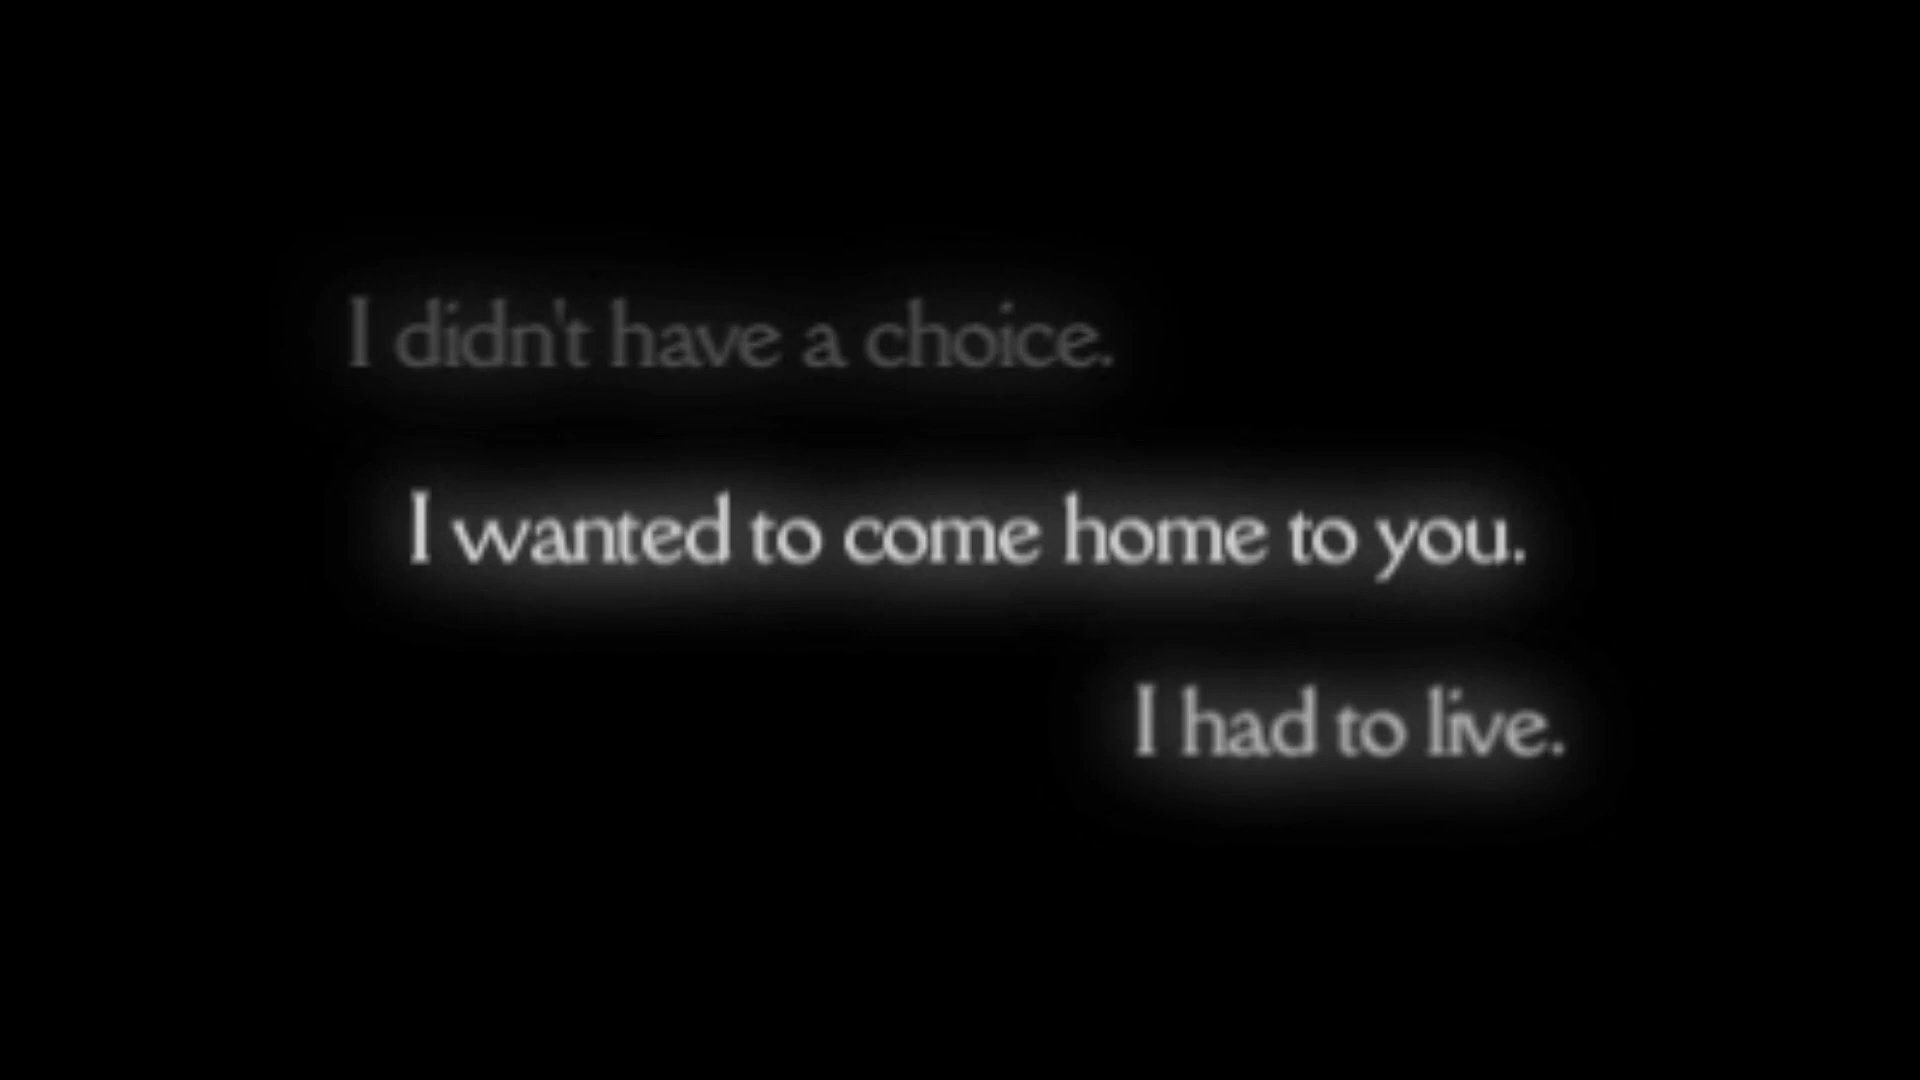 I didn't have a choice.
I wanted to come home to you.
I had to live.